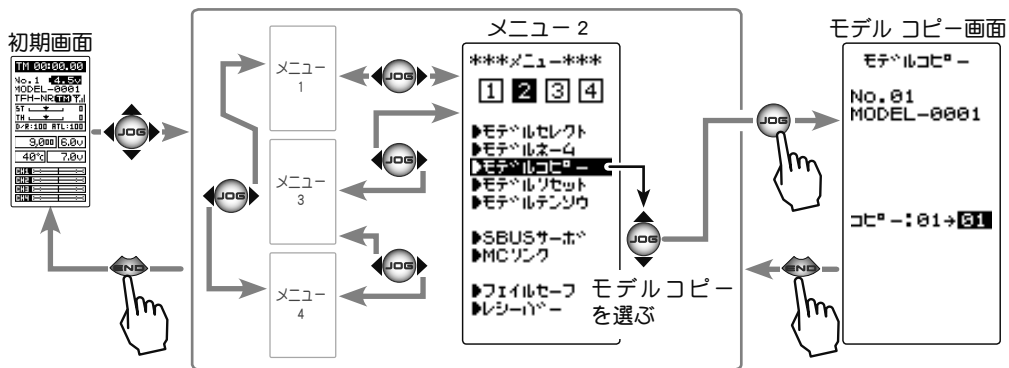 初期画面
TM 00:00.00
No.1 4.5v
MODEL-0001
TFH-NR TM
ST 0
TH 0
D/R:100 ATL:100
9,000 6.0v
40℃ 7.0v
CH1
CH2
CH3
CH4
JOG
END
メニュー
1
メニュー
3
メニュー
4
JOG
JOG
JOG
JOG
メニュー 2
***メニュー***
1 2 3 4
▶モデルセレクト
▶モデルネーム
▶モデルコピー
▶モデルリセット
▶モデルテンソウ
▶SBUSサーボ
▶MCリンク
▶フェイルセーフ
▶レシーバー
JOG
モデルコピー
を選ぶ
JOG
END
モデル コピー画面
モデルコピー
No.01
MODEL-0001
コピー:01→01